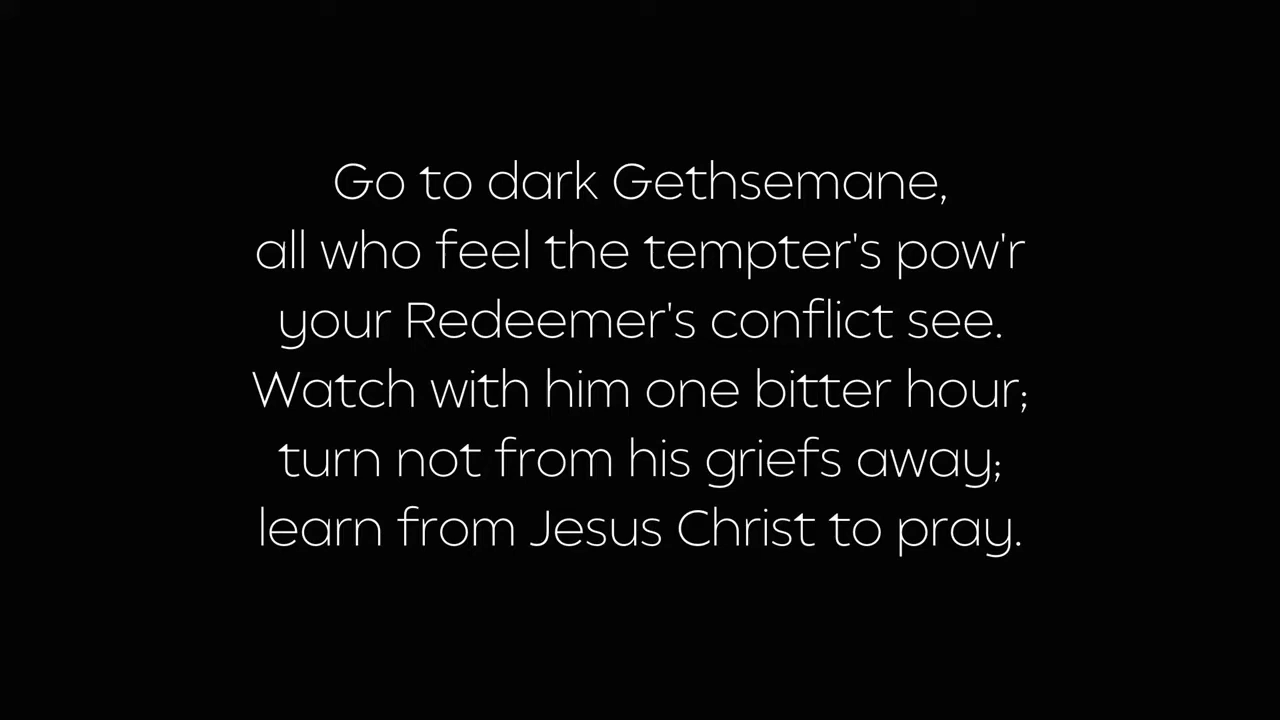 Go to dark Gethsemane,
all who feel the tempter's pow'r
your Redeemer's conflict see.
Watch with him one bitter hour;
turn not from his griefs away;
learn from Jesus Christ to pray.